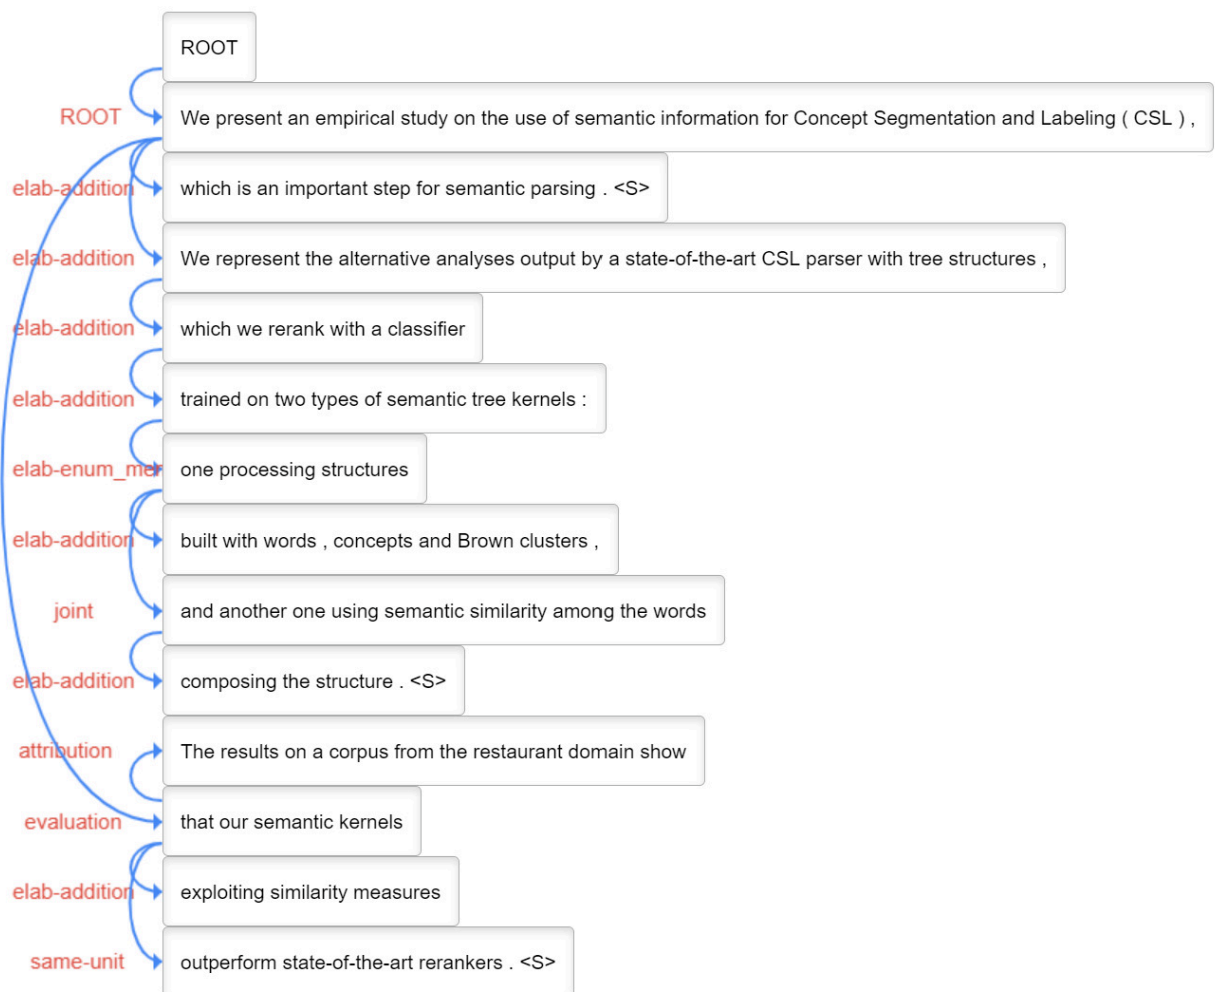 ROOT
ROOT We present an empirical study on the use of semantic information for Concept Segmentation and Labeling ( CSL ) ,
elab-addition which is an important step for semantic parsing . <S>
elab-addition We represent the alternative analyses output by a state-of-the-art CSL parser with tree structures ,
elab-addition which we rerank with a classifier
elab-addition trained on two types of semantic tree kernels :
elab-enum_mer one processing structures
elab-addition built with words , concepts and Brown clusters ,
joint and another one using semantic similarity among the words
elab-addition composing the structure . <S>
attribution The results on a corpus from the restaurant domain show
evaluation that our semantic kernels
elab-addition exploiting similarity measures
same-unit outperform state-of-the-art rerankers . <S>